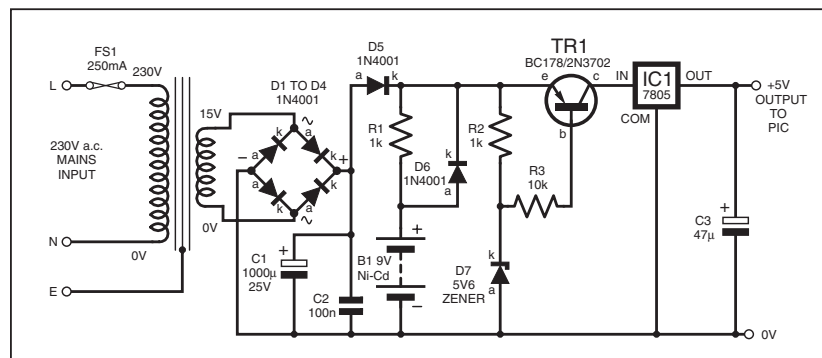 FS1
250mA
L
230V
230V a.c.
MAINS
INPUT
N
0V
E
15V
0V
D1 TO D4
1N4001
a
k
a
k
a
k
a
k
∼
∼
−
+
C1
1000µ
25V
+
C2
100n
D5
1N4001
a
k
R1
1k
D6
1N4001
k
a
B1 9V
Ni-Cd
+
−
R2
1k
R3
10k
D7
5V6
ZENER
k
a
TR1
BC178/2N3702
e
c
b
IN
IC1
7805
OUT
COM
+5V
OUTPUT
TO
PIC
+
C3
47µ
0V